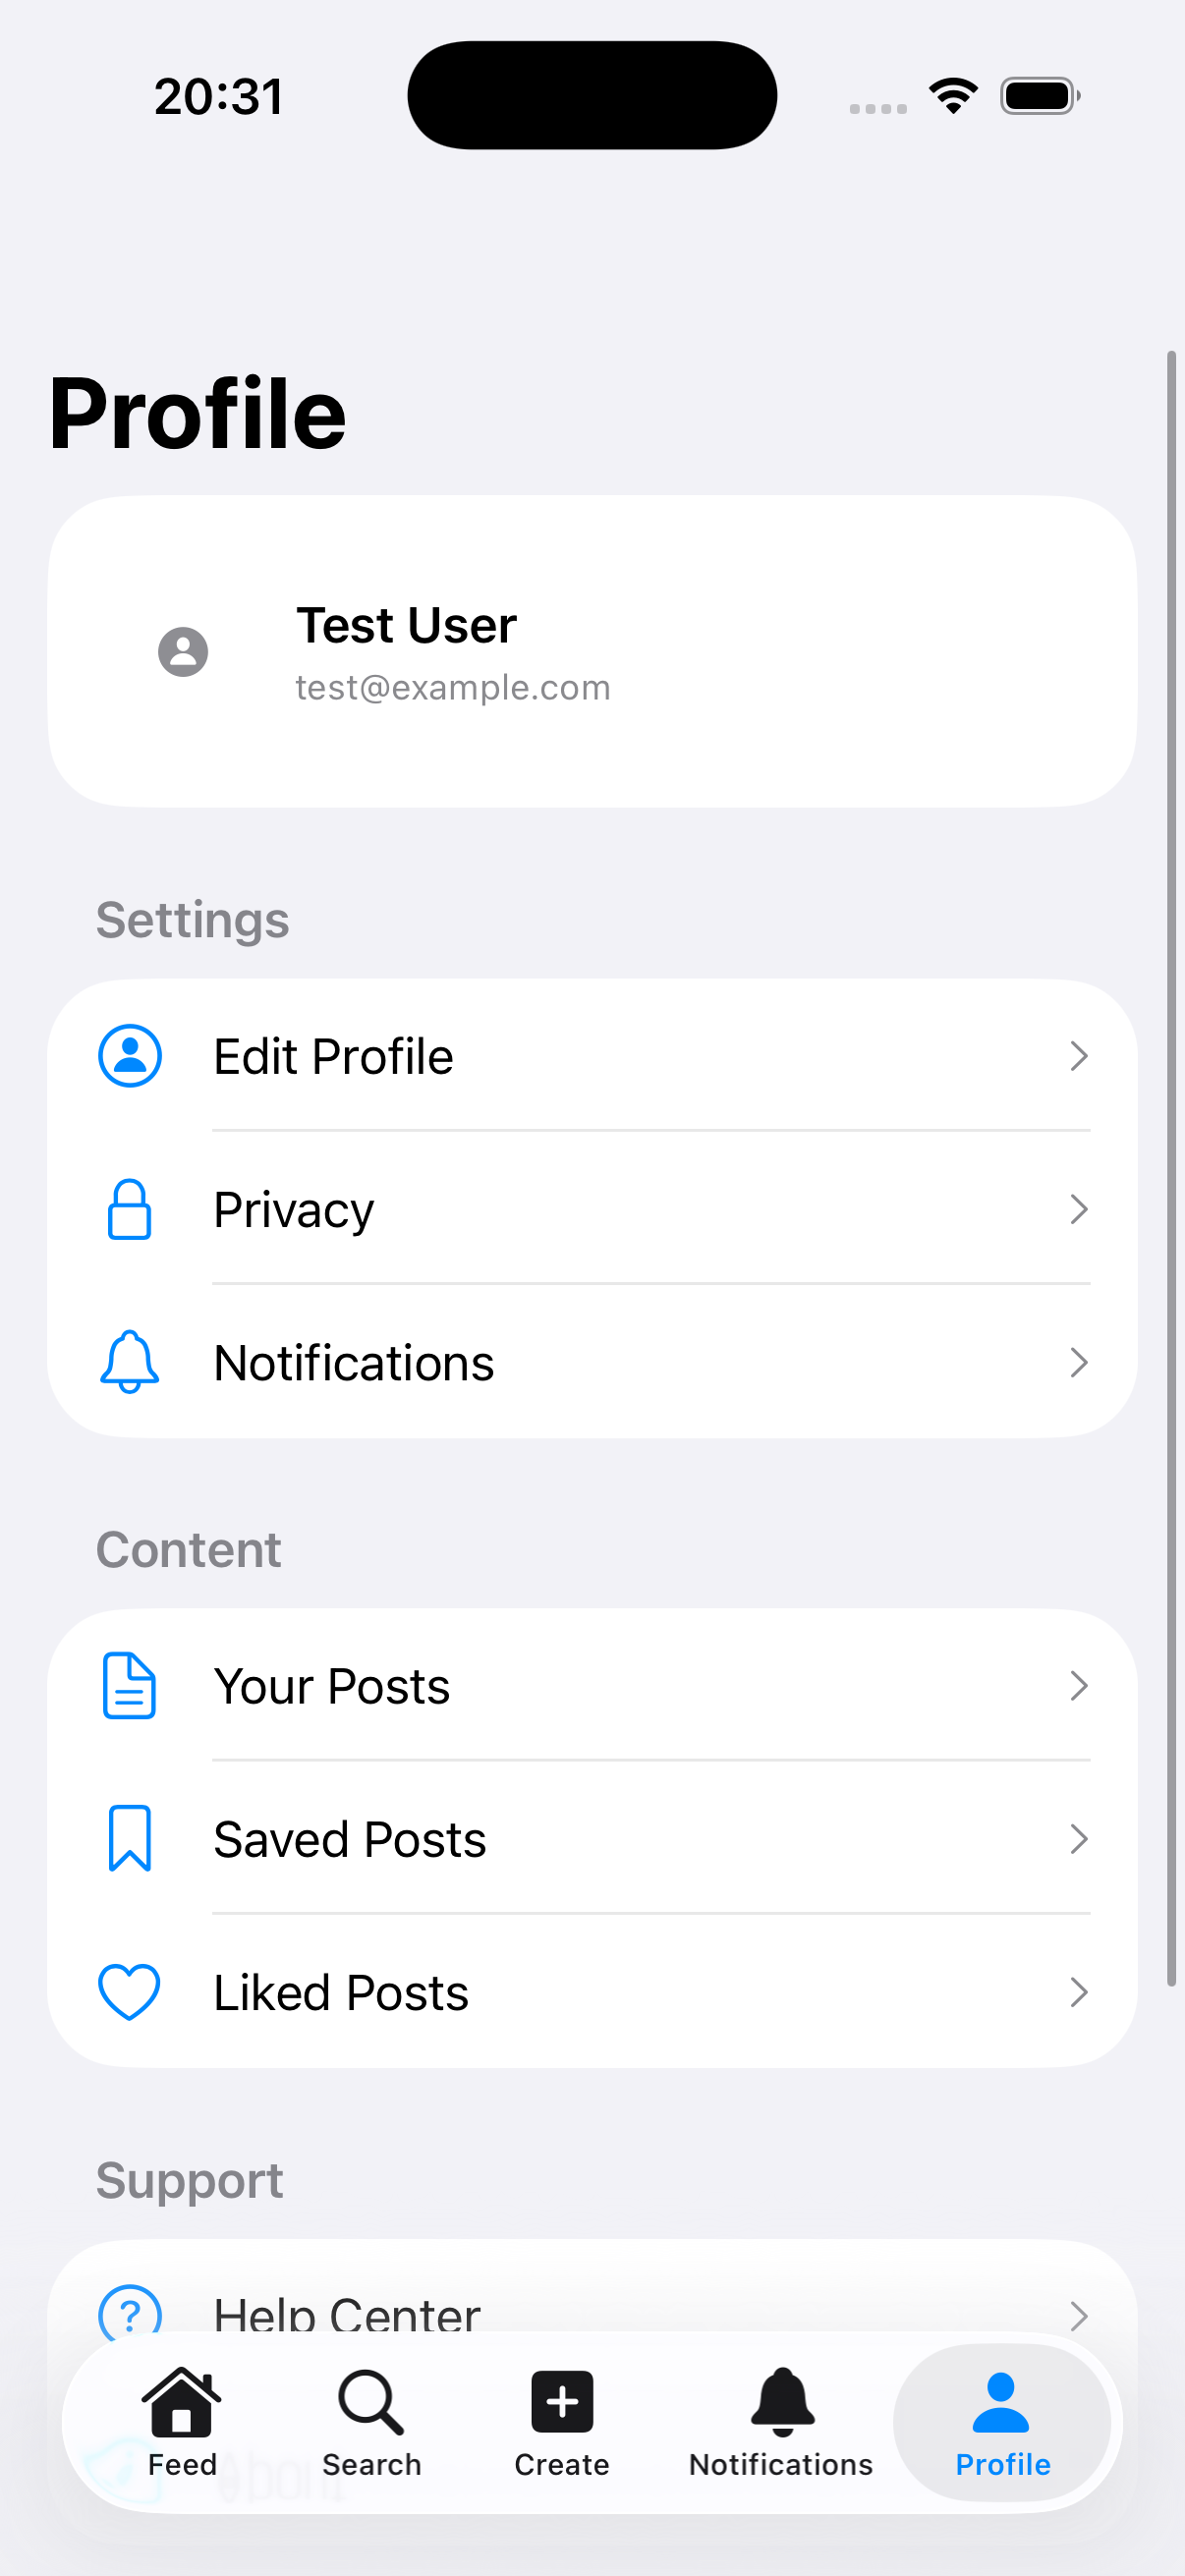 20:31
Profile
Test User
test@example.com
Settings
Edit Profile
Privacy
Notifications
Content
Your Posts
Saved Posts
Liked Posts
Support
Help Center
About
Feed
Search
Create
Notifications
Profile